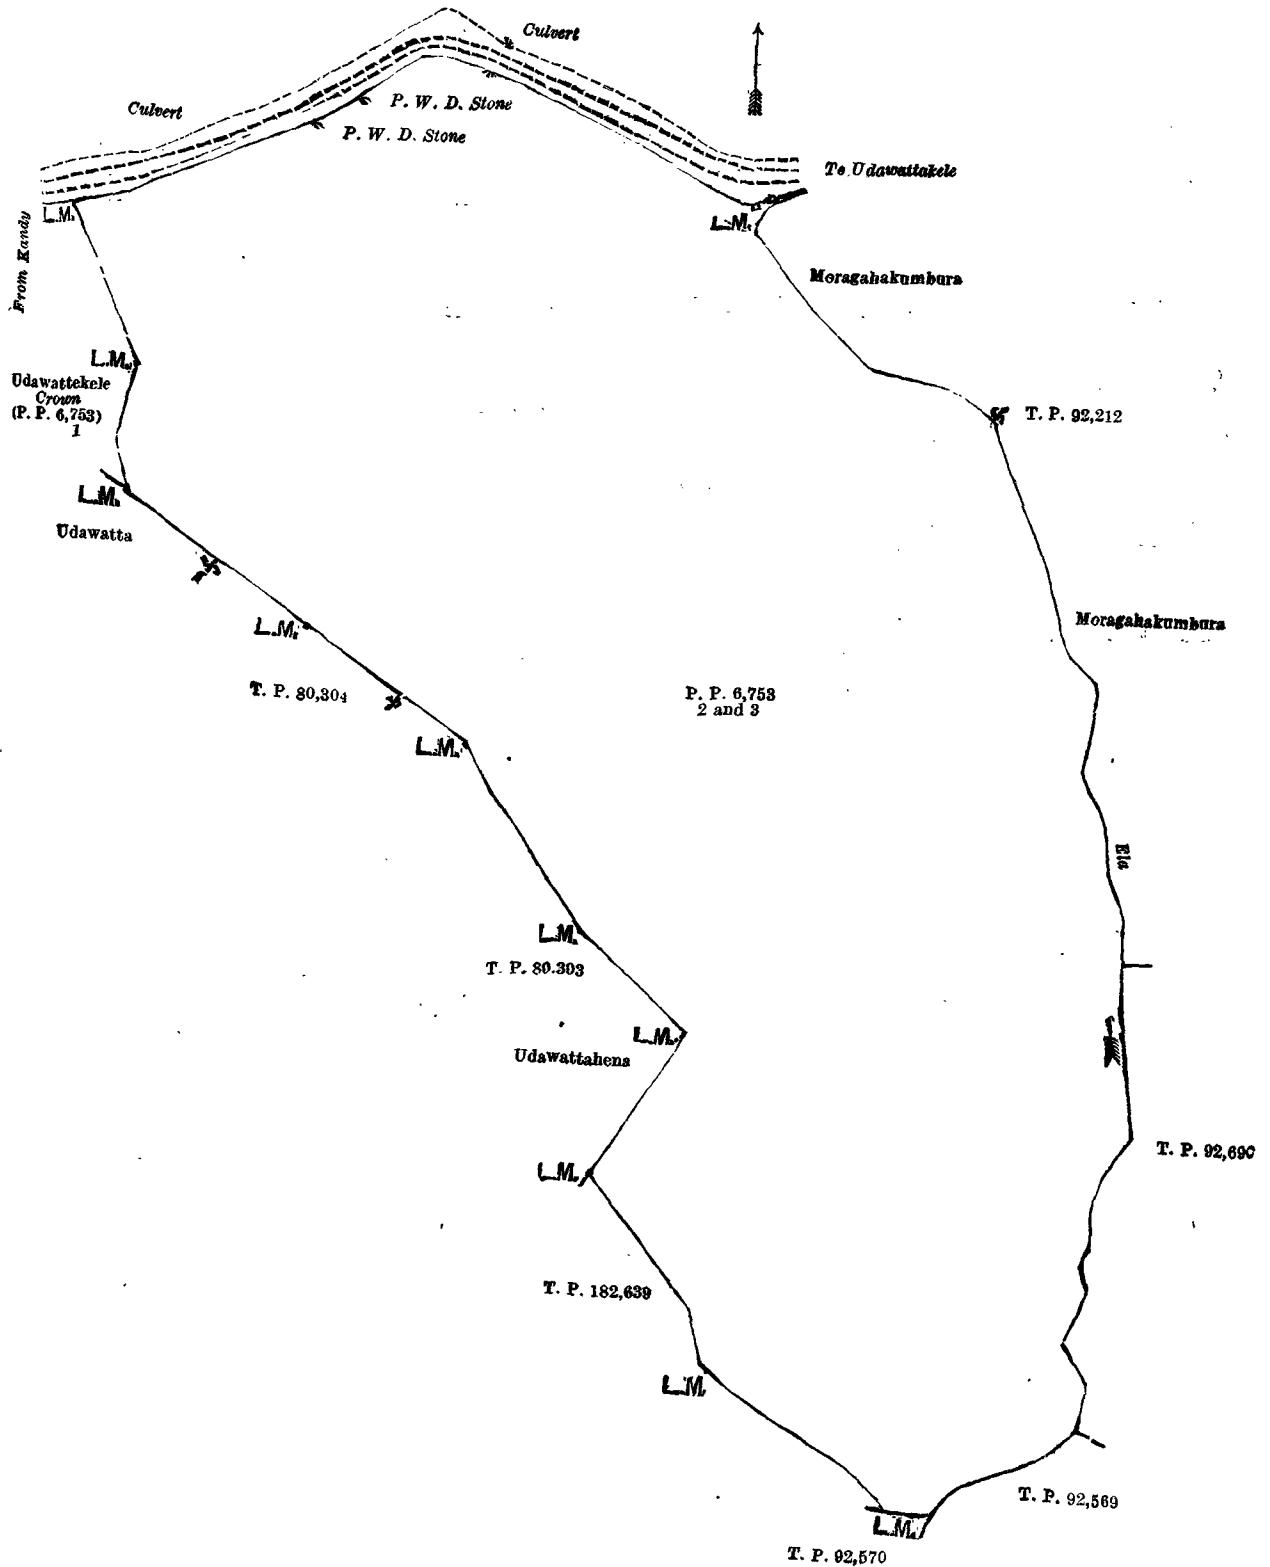 Culvert
Culvert
P. W. D. Stone
P. W. D. Stone
To Udawattakele
L.M.
From Kandy
L.M.
Moragahakumbura
L.M.
Udawattekele
Crown
(P. P. 6,753)
1
T. P. 92,212
L.M.
Udawatta
L.M.
Moragahakumbura
T. P. 80,304
P. P. 6,753
2 and 3
L.M.
Ela
L.M.
T. P. 80.303
L.M.
Udawattahena
T. P. 92,690
L.M.
T. P. 182,639
L.M.
T. P. 92,569
L.M.
T. P. 92,570